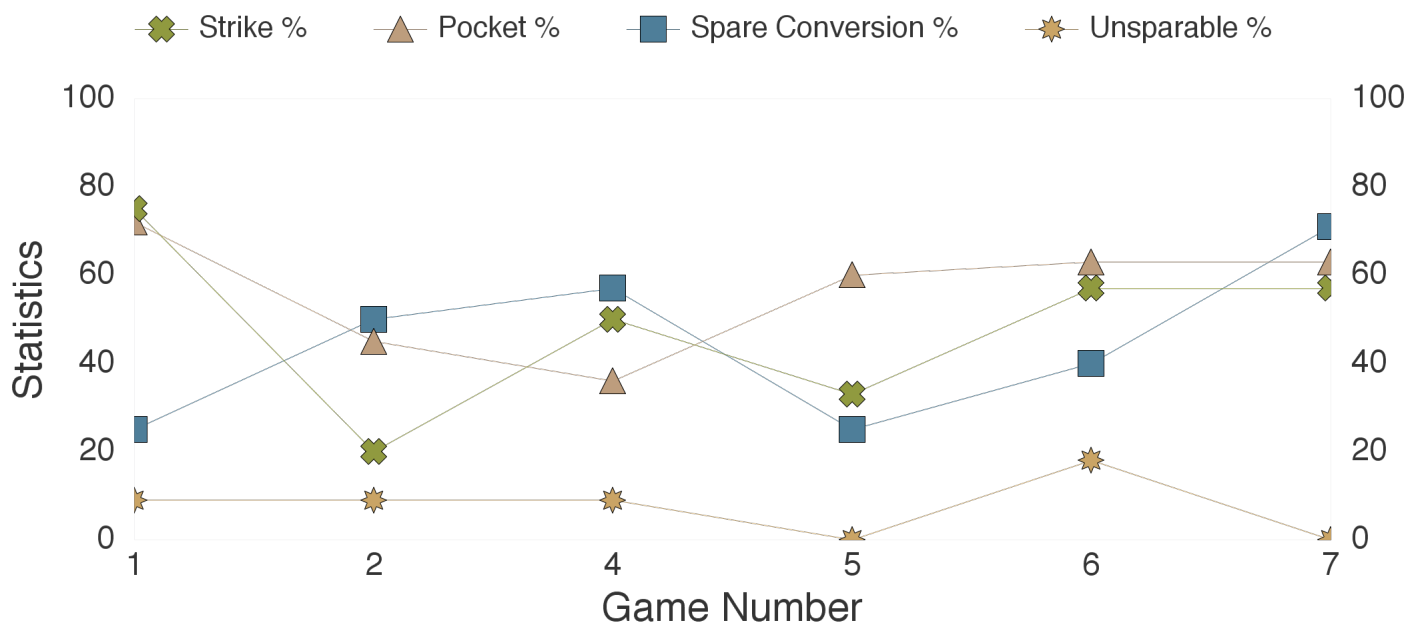 Strike % Pocket % Spare Conversion % Unsparable %
100 100
80 80
60 60
40 40
20 20
0 0
Statistics
1 2 4 5 6 7
Game Number